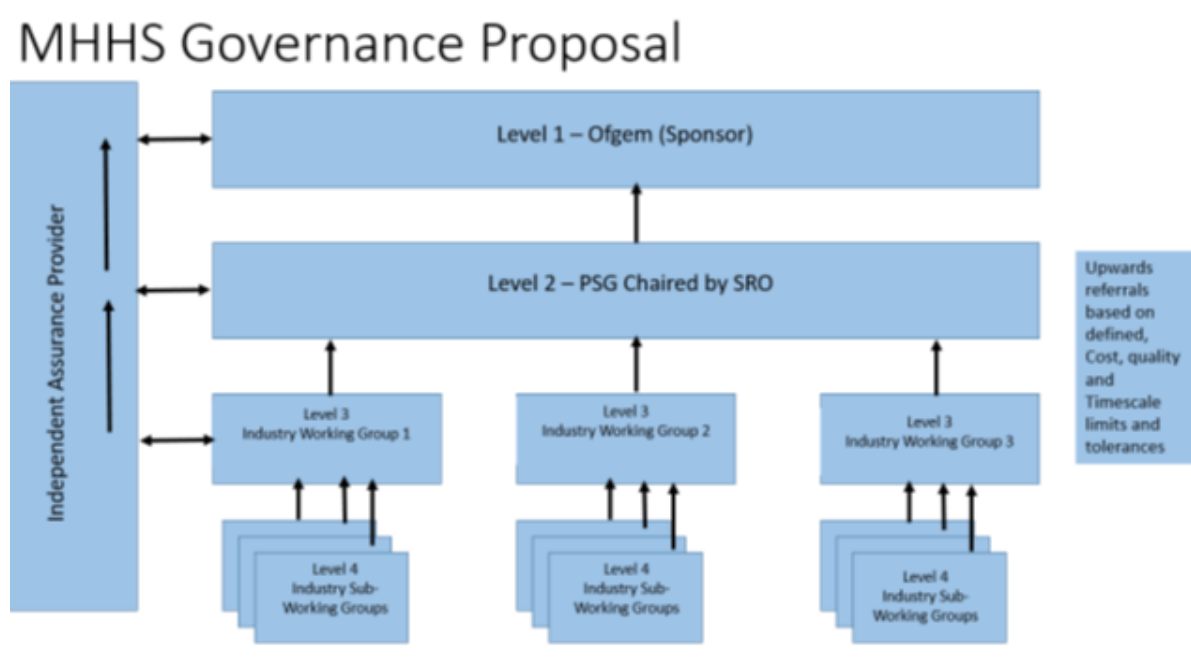 MHHS Governance Proposal
Independent Assurance Provider
Level 1 – Ofgem (Sponsor)
Level 2 – PSG Chaired by SRO
Upwards
referrals
based on
defined,
Cost, quality
and
Timescale
limits and
tolerances
Level 3
Industry Working Group 1
Level 3
Industry Working Group 2
Level 3
Industry Working Group 3
Level 4
Industry Sub-
Working Groups
Level 4
Industry Sub-
Working Groups
Level 4
Industry Sub-
Working Groups